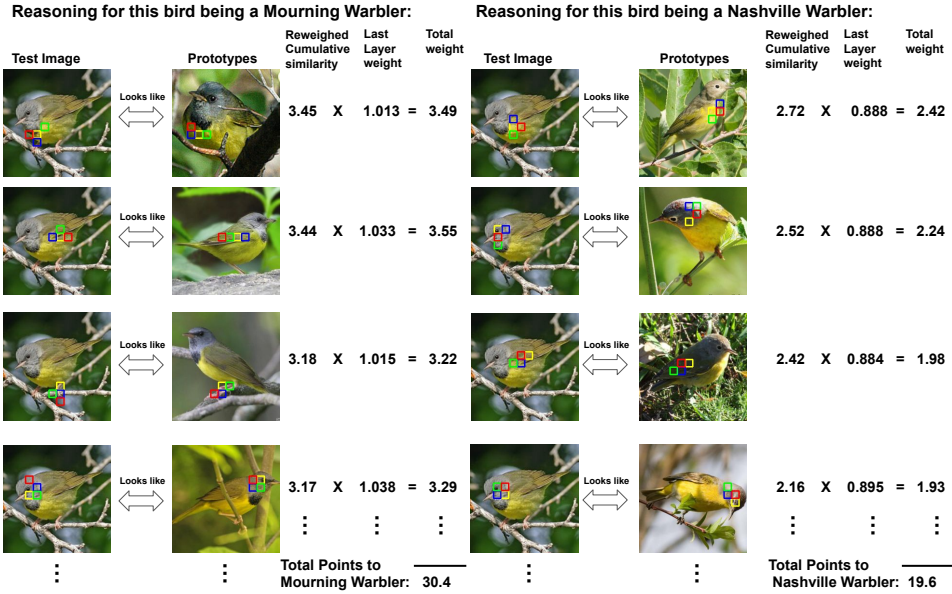 Reasoning for this bird being a Mourning Warbler:
Test Image
Prototypes
Reweighed
Cumulative
similarity
Last
Layer
weight
Total
weight
Looks like
3.45 X 1.013 = 3.49
Looks like
3.44 X 1.033 = 3.55
Looks like
3.18 X 1.015 = 3.22
Looks like
3.17 X 1.038 = 3.29
Total Points to
Mourning Warbler: 30.4
Reasoning for this bird being a Nashville Warbler:
Test Image
Prototypes
Reweighed
Cumulative
similarity
Last
Layer
weight
Total
weight
Looks like
2.72 X 0.888 = 2.42
Looks like
2.52 X 0.888 = 2.24
Looks like
2.42 X 0.884 = 1.98
Looks like
2.16 X 0.895 = 1.93
Total Points to
Nashville Warbler: 19.6